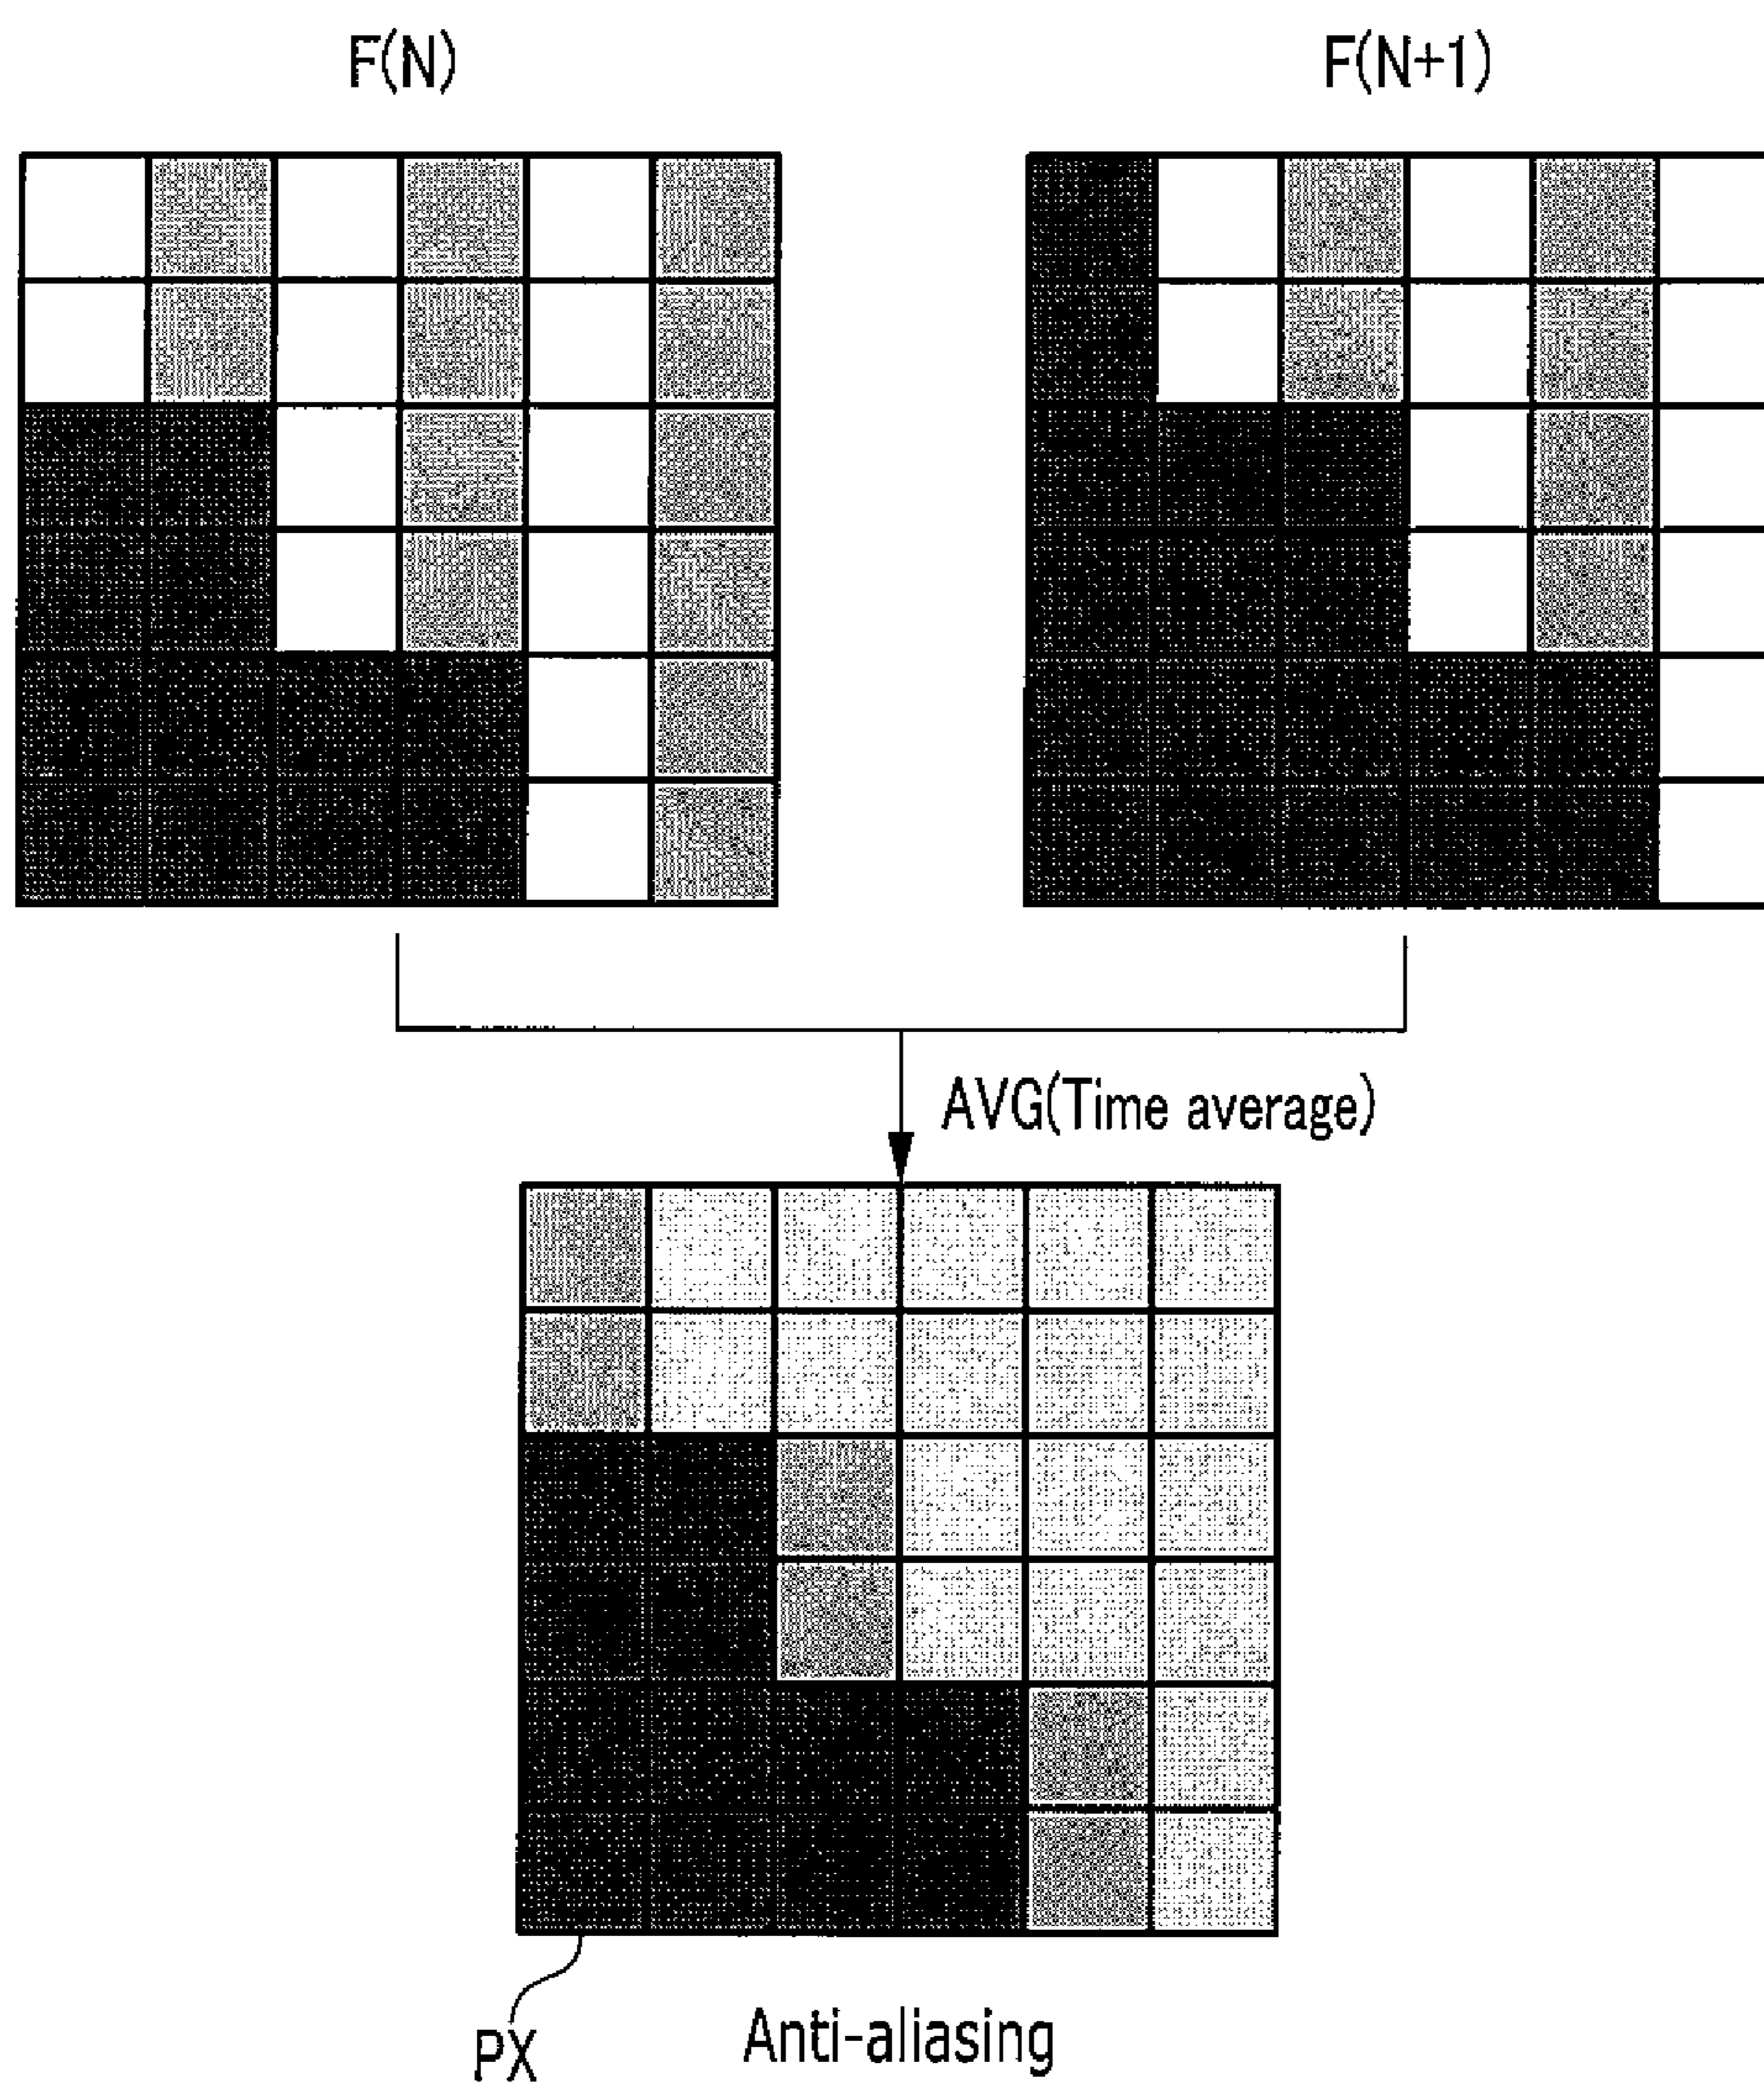 F(N)
F(N+1)
AVG(Time average)
PX
Anti-aliasing